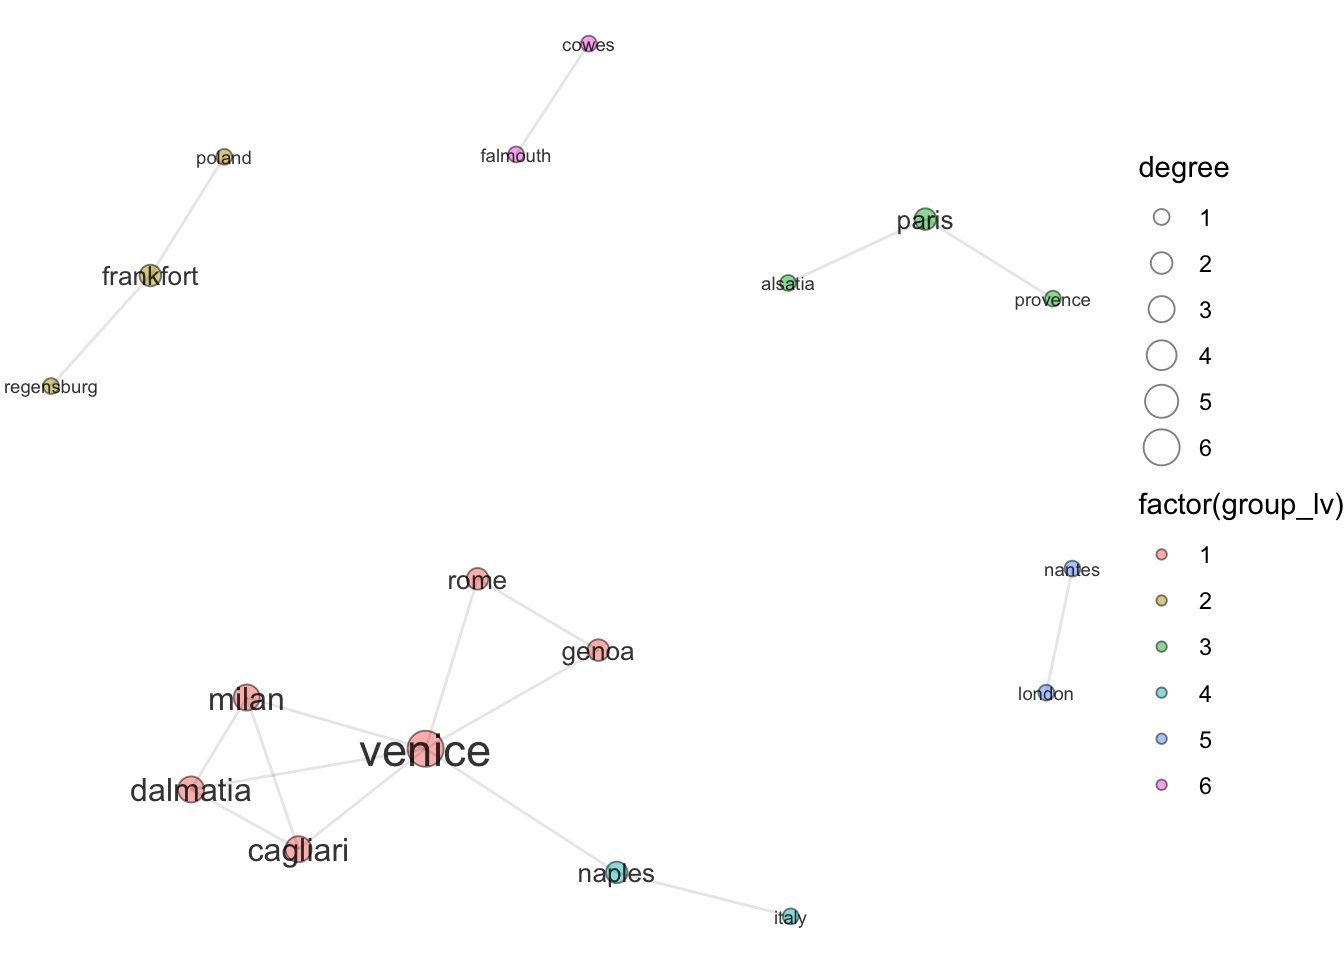 cowes
falmouth
poland
frankfort
regensburg
paris
alsatia
provence
rome
genoa
milan
venice
dalmatia
cagliari
naples
italy
nantes
london
degree
1
2
3
4
5
6
factor(group_lv)
1
2
3
4
5
6